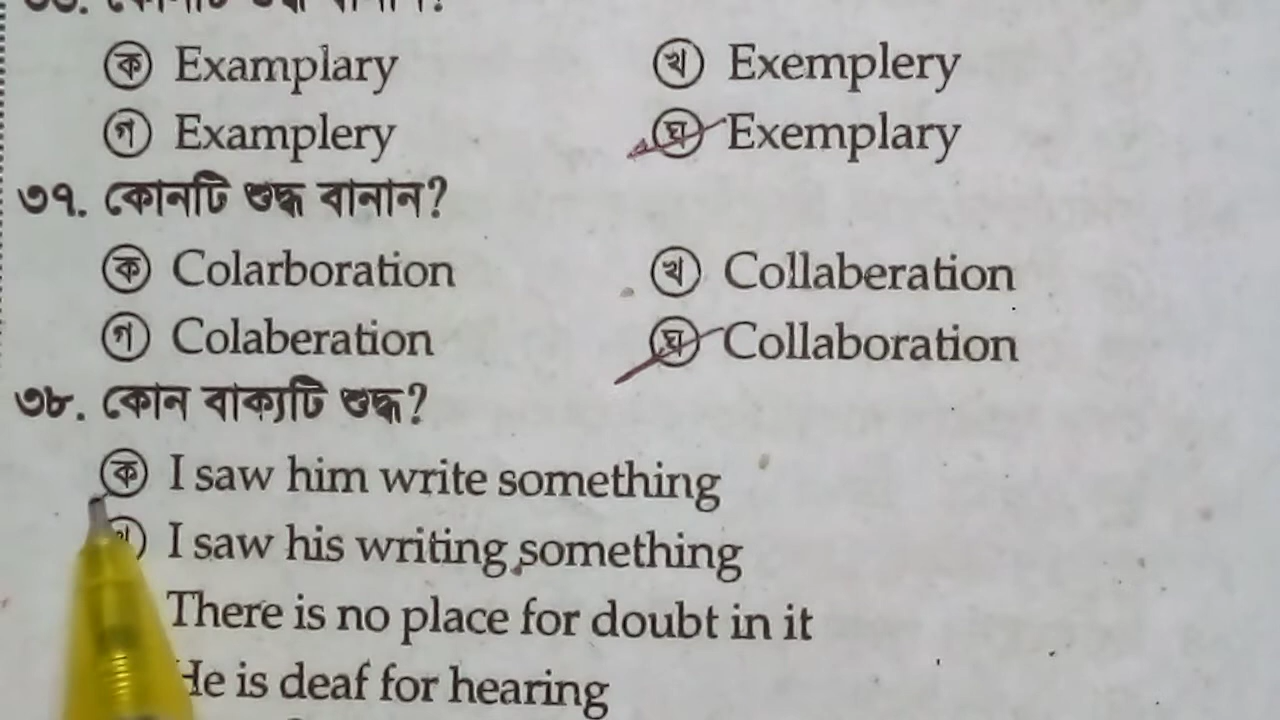 ক Examplary খ Exemplery
গ Examplery ঘ Exemplary
৩৭. কোনটি শুদ্ধ বানান?
ক Colarboration খ Collaberation
গ Colaberation ঘ Collaboration
৩৮. কোন বাক্যটি শুদ্ধ?
ক I saw him write something
খ I saw his writing something
There is no place for doubt in it
He is deaf for hearing